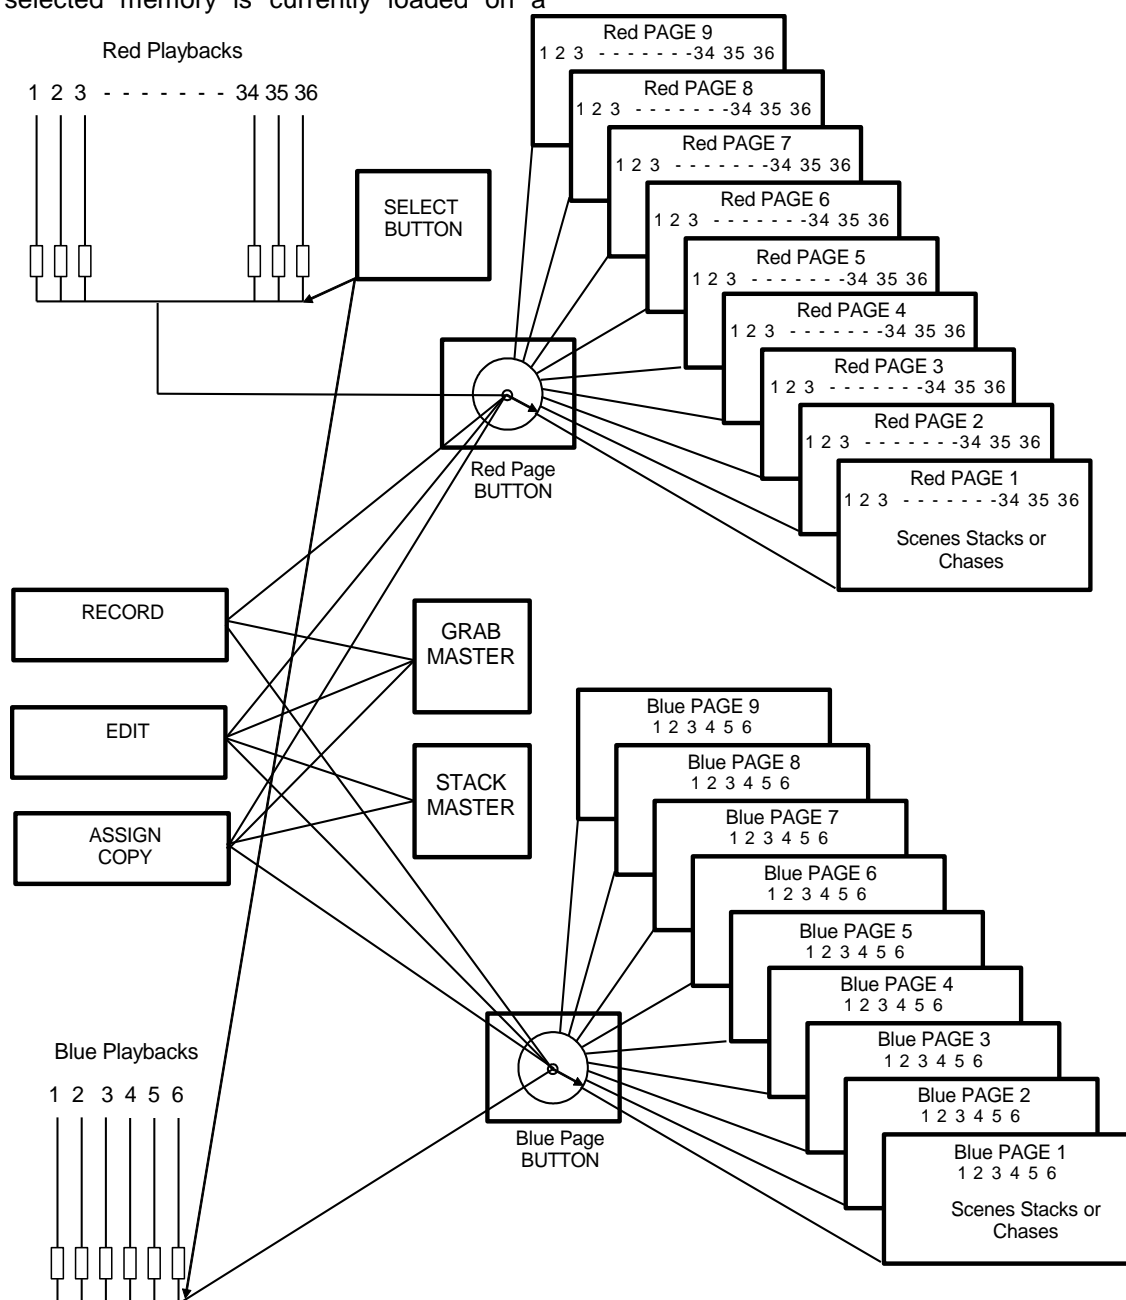 selected memory is currently loaded on a
Red Playbacks
1 2 3 - - - - - - - 34 35 36
SELECT
BUTTON
Red PAGE 9
1 2 3 - - - - - - -34 35 36
Red PAGE 8
1 2 3 - - - - - - -34 35 36
Red PAGE 7
1 2 3 - - - - - - -34 35 36
Red PAGE 6
1 2 3 - - - - - - -34 35 36
Red PAGE 5
1 2 3 - - - - - - -34 35 36
Red PAGE 4
1 2 3 - - - - - - -34 35 36
Red PAGE 3
1 2 3 - - - - - - -34 35 36
Red PAGE 2
1 2 3 - - - - - - -34 35 36
Red PAGE 1
1 2 3 - - - - - - -34 35 36
Scenes Stacks or
Chases
Red Page
BUTTON
RECORD
EDIT
ASSIGN
COPY
GRAB
MASTER
STACK
MASTER
Blue PAGE 9
1 2 3 4 5 6
Blue PAGE 8
1 2 3 4 5 6
Blue PAGE 7
1 2 3 4 5 6
Blue PAGE 6
1 2 3 4 5 6
Blue PAGE 5
1 2 3 4 5 6
Blue PAGE 4
1 2 3 4 5 6
Blue PAGE 3
1 2 3 4 5 6
Blue PAGE 2
1 2 3 4 5 6
Blue PAGE 1
1 2 3 4 5 6
Scenes Stacks or
Chases
Blue Page
BUTTON
Blue Playbacks
1 2 3 4 5 6